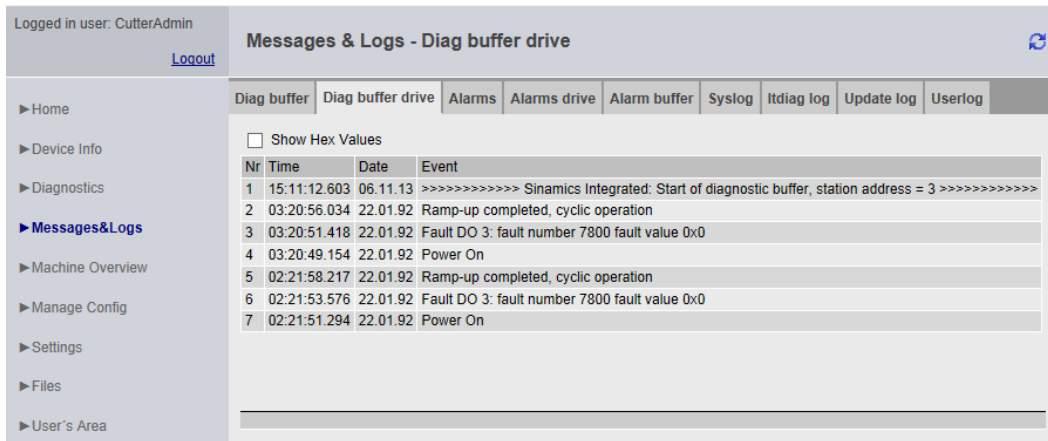 Logged in user: CutterAdmin
Logout
Messages & Logs - Diag buffer drive
►Home
►Device Info
►Diagnostics
►Messages&Logs
►Machine Overview
►Manage Config
►Settings
►Files
►User´s Area
Diag buffer Diag buffer drive Alarms Alarms drive Alarm buffer Syslog Itdiag log Update log Userlog
Show Hex Values
Nr Time Date Event
1 15:11:12.603 06.11.13 >>>>>>>>>>>> Sinamics Integrated: Start of diagnostic buffer, station address = 3 >>>>>>>>>>>>
2 03:20:56.034 22.01.92 Ramp-up completed, cyclic operation
3 03:20:51.418 22.01.92 Fault DO 3: fault number 7800 fault value 0x0
4 03:20:49.154 22.01.92 Power On
5 02:21:58.217 22.01.92 Ramp-up completed, cyclic operation
6 02:21:53.576 22.01.92 Fault DO 3: fault number 7800 fault value 0x0
7 02:21:51.294 22.01.92 Power On